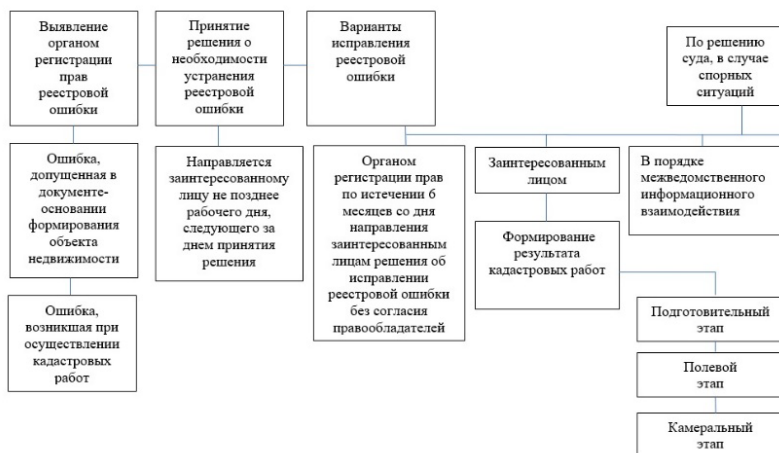 Выявление
органом
регистрации
прав
реестровой
ошибки
Принятие
решения о
необходимости
устранения
реестровой
ошибки
Варианты
исправления
реестровой
ошибки
По решению
суда, в случае
спорных
ситуаций
Ошибка,
допущенная в
документе-
основании
формирования
объекта
недвижимости
Направляется
заинтересованному
лицу не позднее
рабочего дня,
следующего за
днем принятия
решения
Органом
регистрации прав
по истечении 6
месяцев со дня
направления
заинтересованным
лицам решения об
исправлении
реестровой ошибки
без согласия
правообладателей
Заинтересованным
лицом
В порядке
межведомственного
информационного
взаимодействия
Формирование
результата
кадастровых работ
Ошибка,
возникшая при
осуществлении
кадастровых
работ
Подготовительный
этап
Полевой
этап
Камеральный
этап